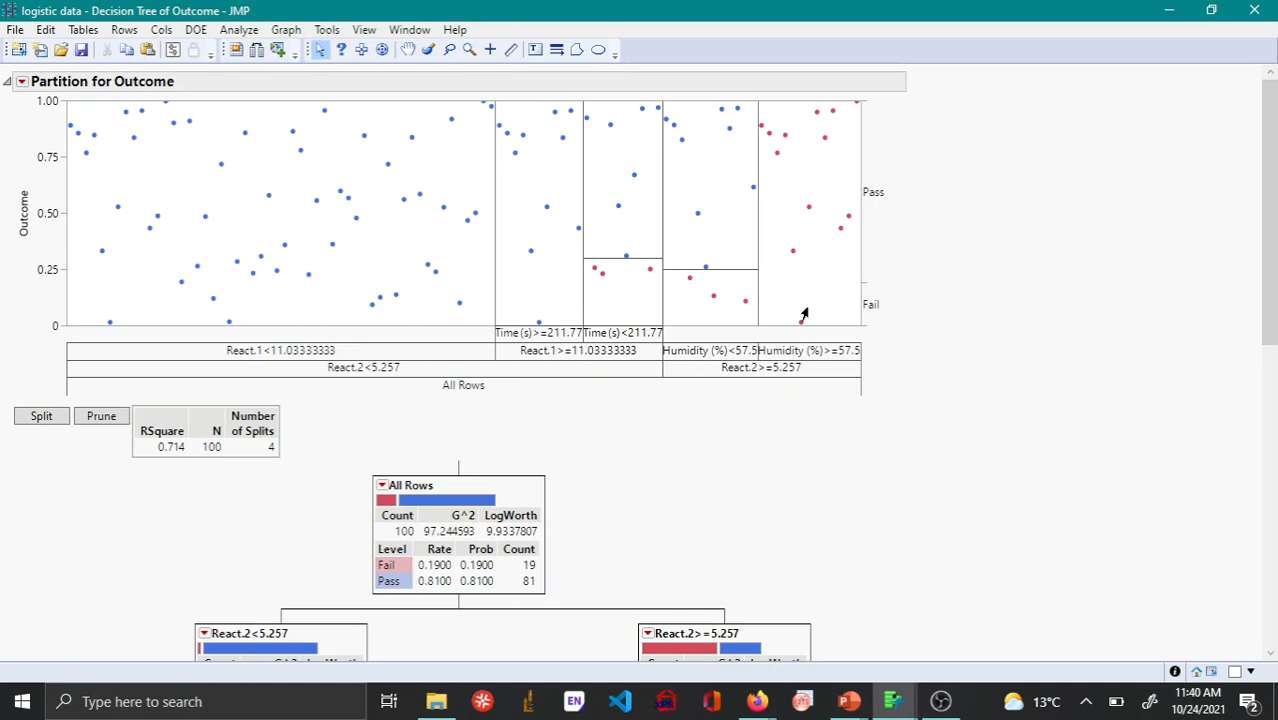 logistic data - Decision Tree of Outcome - JMP
File Edit Tables Rows Cols DOE Analyze Graph Tools View Window Help
Partition for Outcome
1.00
0.75
Pass
0.50
Outcome
0.25
Fail
0
Time (s)>=211.77 Time (s)<211.77
React.1<11.03333333 React.1>=11.03333333 Humidity (%)<57.5 Humidity (%)>=57.5
React.2<5.257 React.2>=5.257
All Rows
Split Prune
Number
RSquare N of Splits
0.714 100 4
All Rows
Count G^2 LogWorth
100 97.244593 9.9337807
Level Rate Prob Count
Fail 0.1900 0.1900 19
Pass 0.8100 0.8100 81
React.2<5.257 React.2>=5.257
Type here to search
EN
13°C
11:40 AM
10/24/2021
2